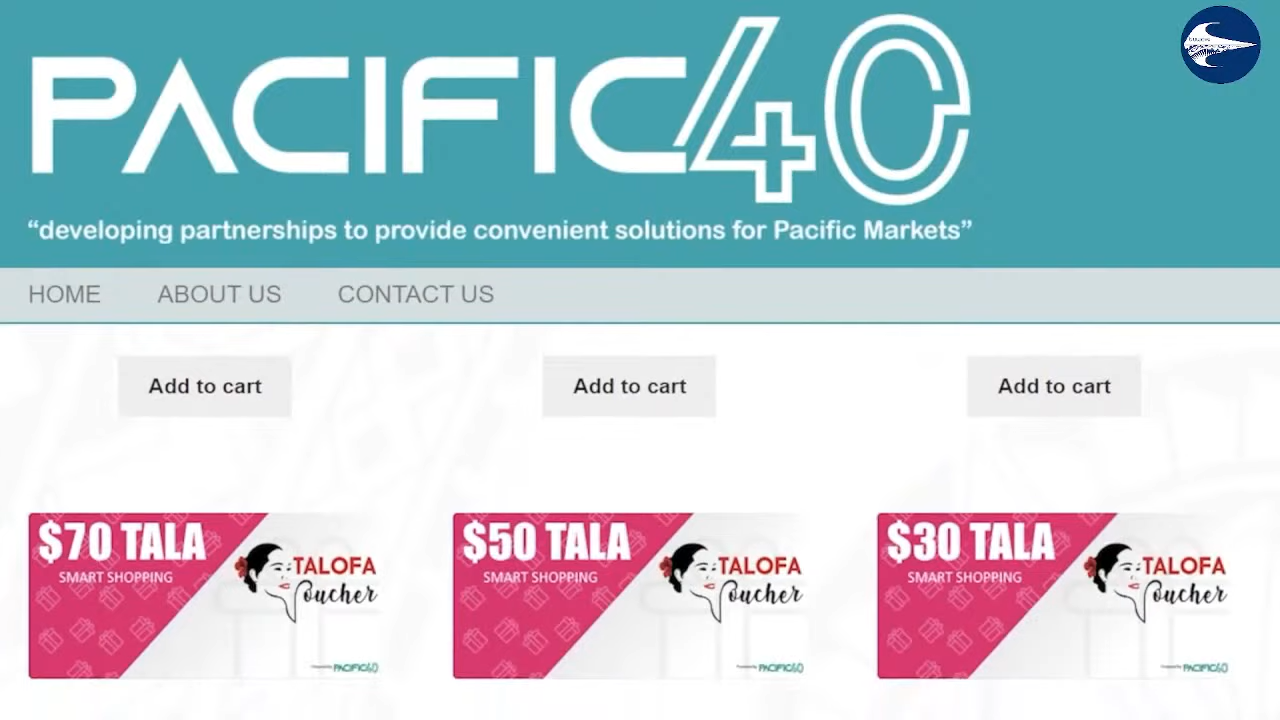 PACIFIC40
“developing partnerships to provide convenient solutions for Pacific Markets”
HOME ABOUT US CONTACT US
Add to cart Add to cart Add to cart
$70 TALA
SMART SHOPPING
TALOFA
Voucher
PACIFIC40
$50 TALA
SMART SHOPPING
TALOFA
Voucher
PACIFIC40
$30 TALA
SMART SHOPPING
TALOFA
Voucher
PACIFIC40